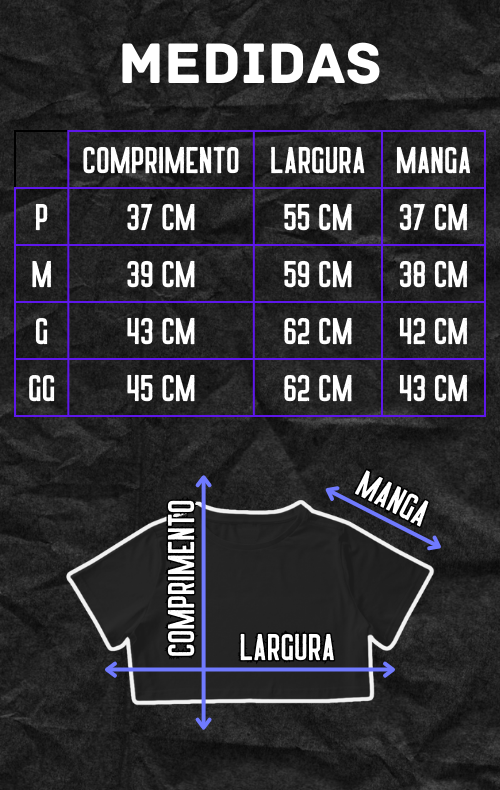 MEDIDAS
COMPRIMENTO LARGURA MANGA
P 37 CM 55 CM 37 CM
M 39 CM 59 CM 38 CM
G 43 CM 62 CM 42 CM
GG 45 CM 62 CM 43 CM
MANGA
COMPRIMENTO
LARGURA